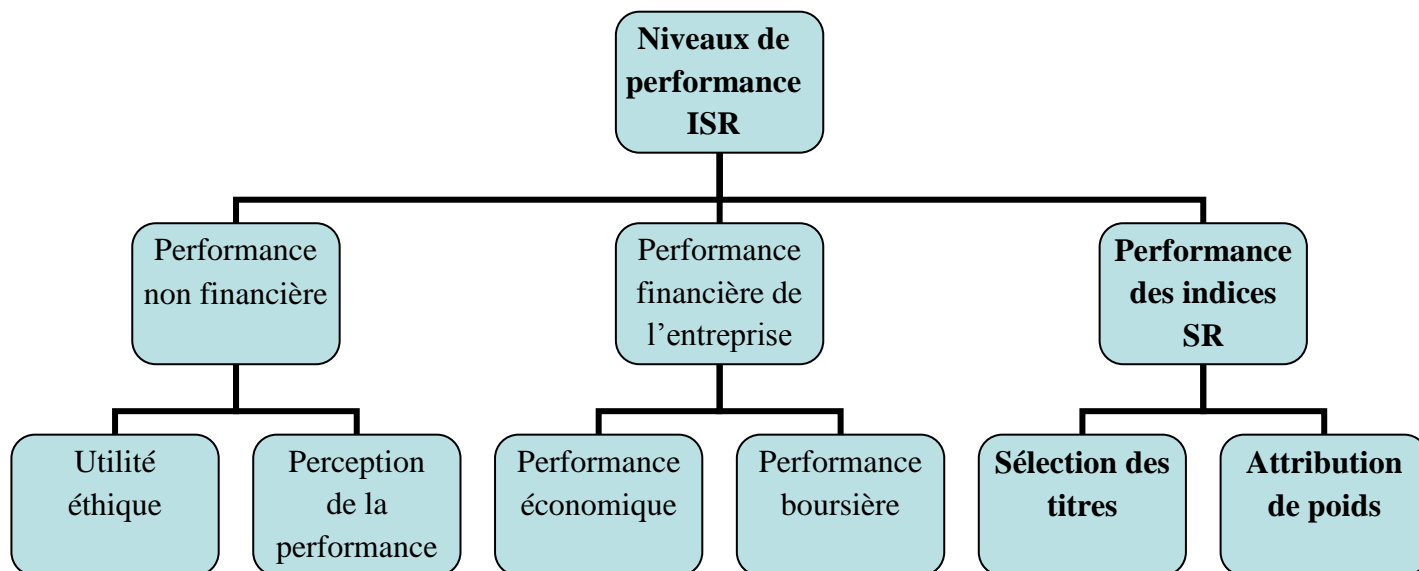 Niveaux de
performance
ISR
Performance
non financière
Performance
financière de
l’entreprise
Performance
des indices
SR
Utilité
éthique
Perception
de la
performance
Performance
économique
Performance
boursière
Sélection des
titres
Attribution
de poids